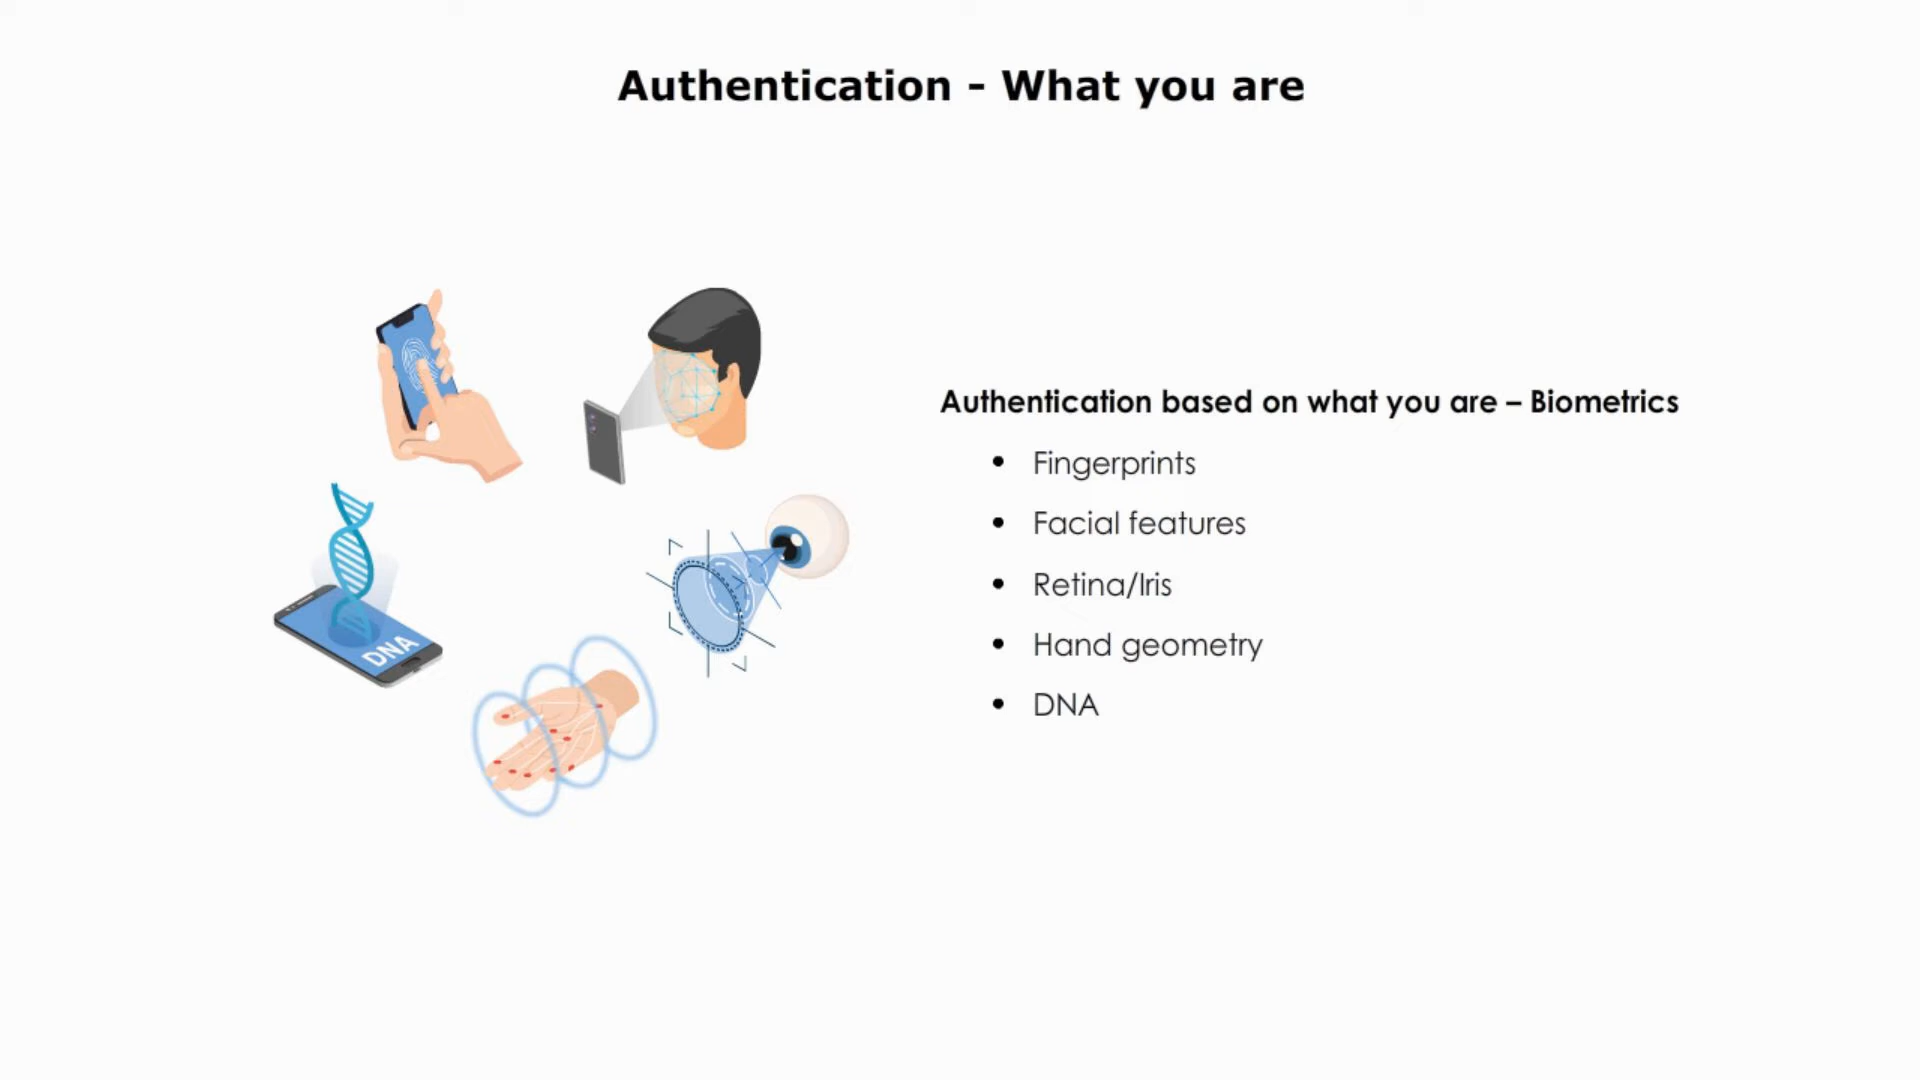 Authentication - What you are
Authentication based on what you are – Biometrics
• Fingerprints
• Facial features
• Retina/Iris
• Hand geometry
• DNA
DNA